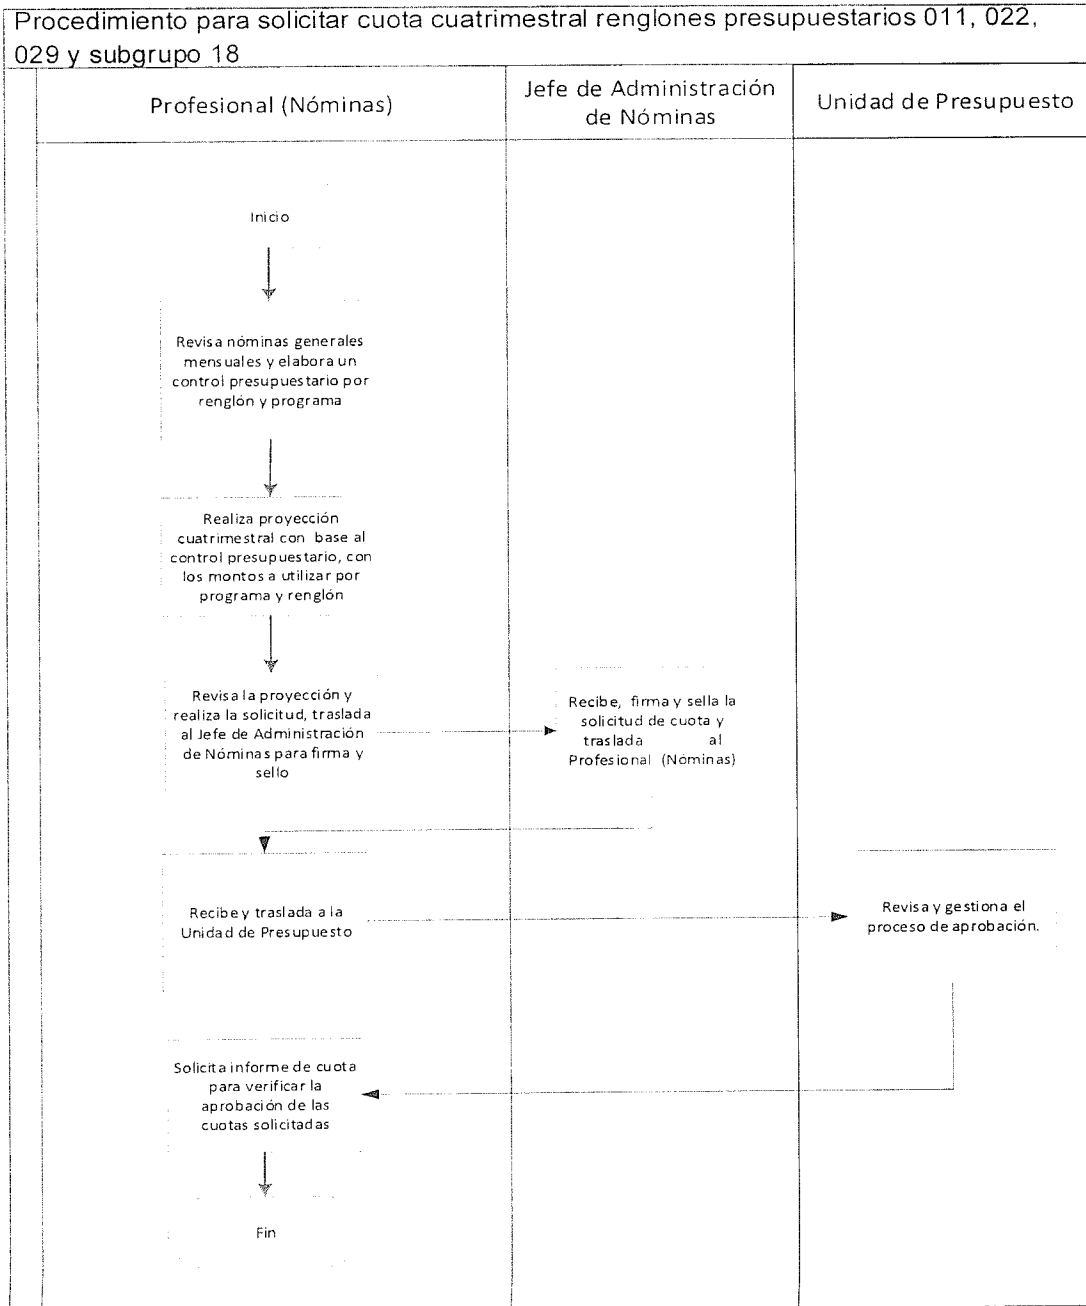 Procedimiento para solicitar cuota cuatrimestral renglones presupuestarios 011, 022,
029 y subgrupo 18
Profesional (Nóminas)
Jefe de Administración
de Nóminas
Unidad de Presupuesto
Inicio
Revisa nóminas generales
mensuales y elabora un
control presupuestario por
renglón y programa
Realiza proyección
cuatrimestral con base al
control presupuestario, con
los montos a utilizar por
programa y renglón
Revisa la proyección y
realiza la solicitud, traslada
al Jefe de Administración
de Nóminas para firma y
sello
Recibe, firma y sella la
solicitud de cuota y
traslada al
Profesional (Nóminas)
Recibe y traslada a la
Unidad de Presupuesto
Revisa y gestiona el
proceso de aprobación.
Solicita informe de cuota
para verificar la
aprobación de las
cuotas solicitadas
Fin